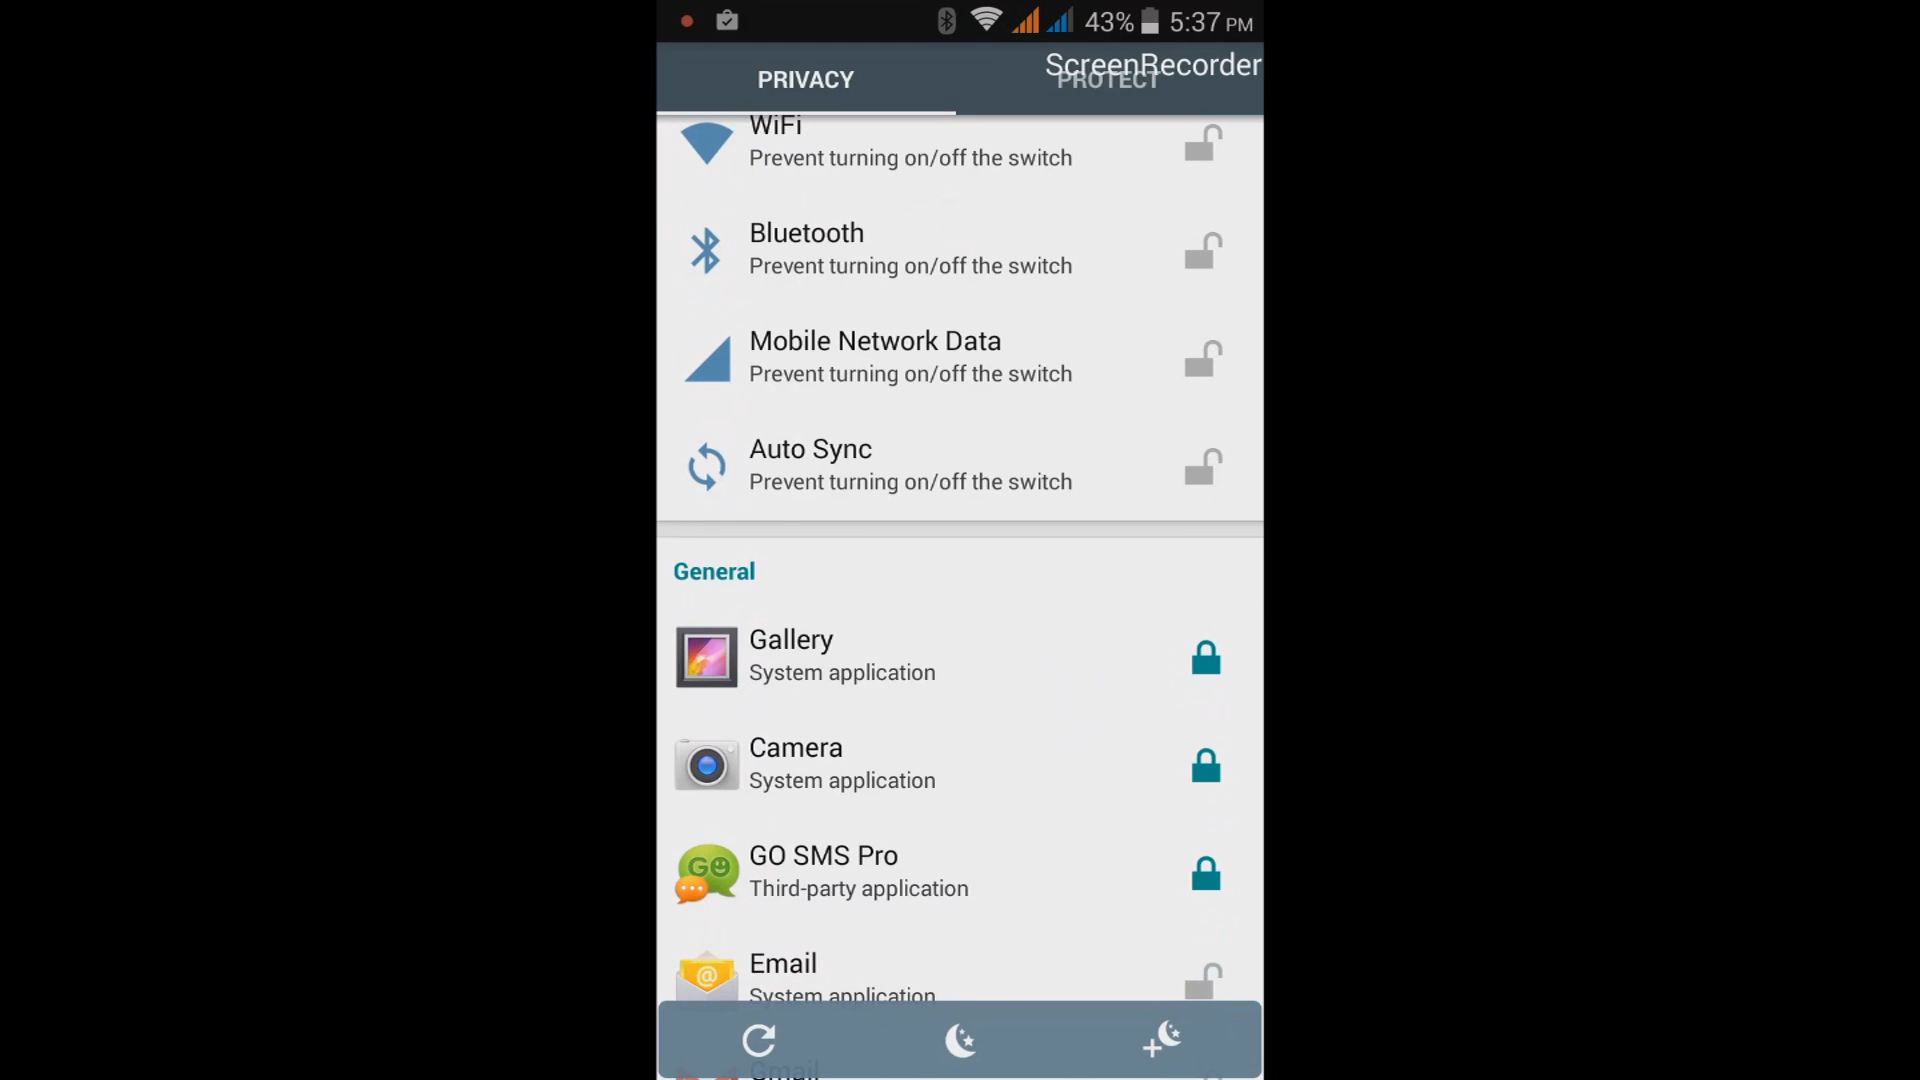 43% 5:37 PM
ScreenRecorder
PRIVACY PROTECT
WiFi
Prevent turning on/off the switch
Bluetooth
Prevent turning on/off the switch
Mobile Network Data
Prevent turning on/off the switch
Auto Sync
Prevent turning on/off the switch
General
Gallery
System application
Camera
System application
GO
GO SMS Pro
Third-party application
@
Email
System application
Gmail